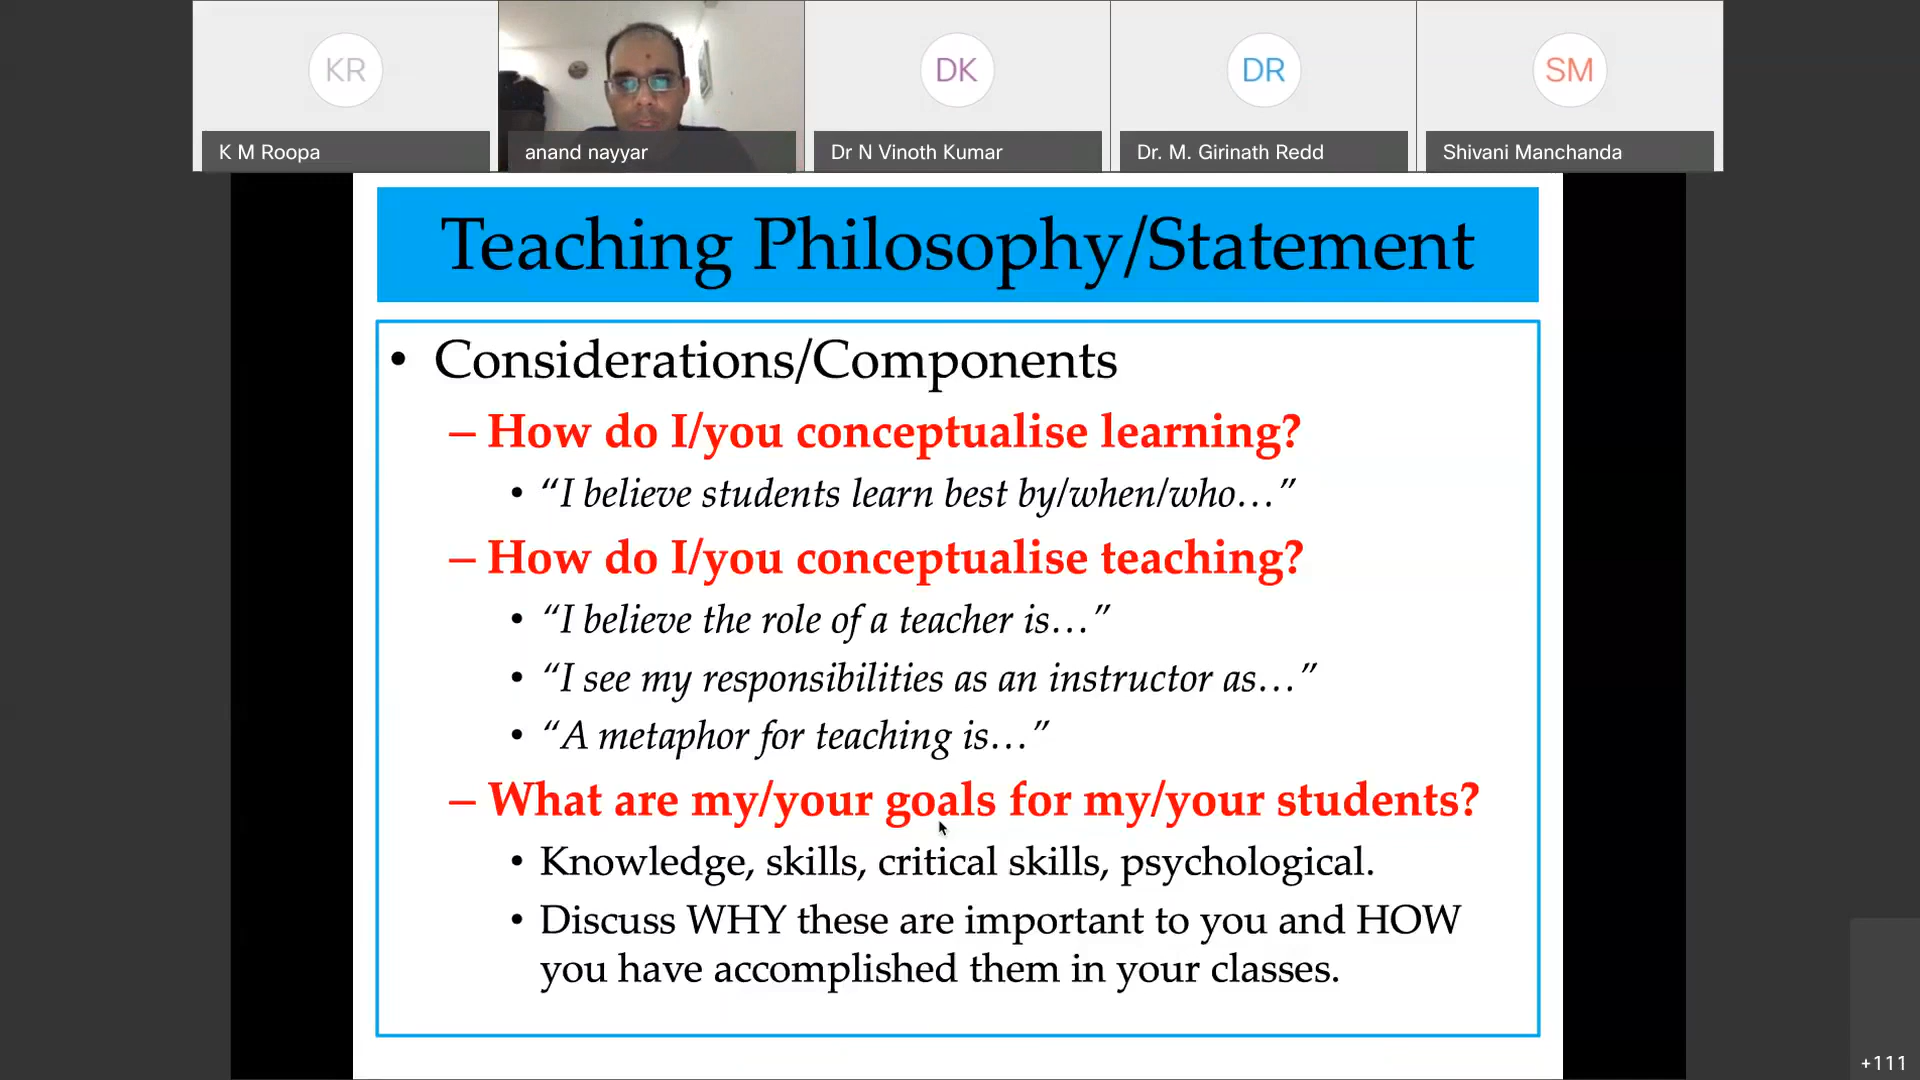 KR
DK
DR
SM
K M Roopa
anand nayyar
Dr N Vinoth Kumar
Dr. M. Girinath Redd
Shivani Manchanda
Teaching Philosophy/Statement
• Considerations/Components
– How do I/you conceptualise learning?
• “I believe students learn best by/when/who…”
– How do I/you conceptualise teaching?
• “I believe the role of a teacher is…”
• “I see my responsibilities as an instructor as…”
• “A metaphor for teaching is…”
– What are my/your goals for my/your students?
• Knowledge, skills, critical skills, psychological.
• Discuss WHY these are important to you and HOW
you have accomplished them in your classes.
+111